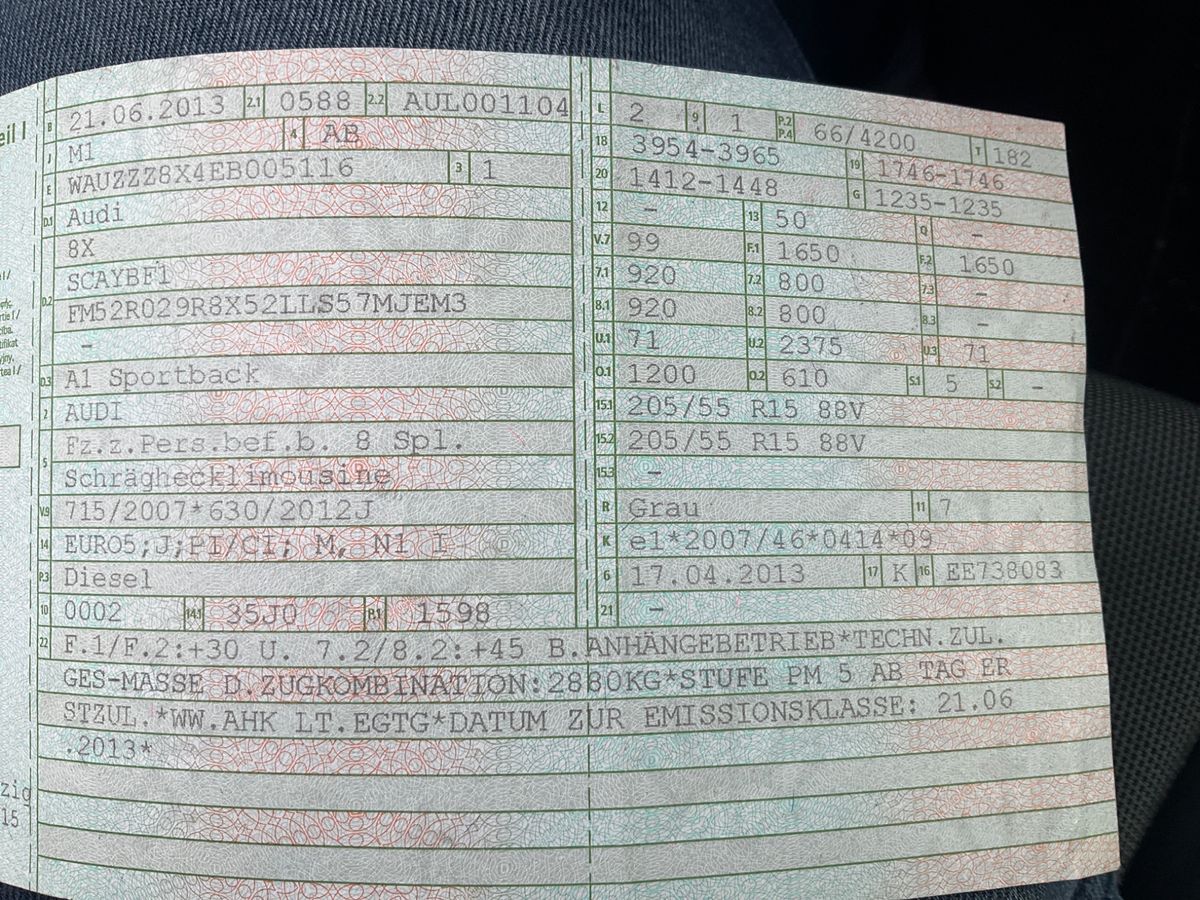 B 21.06.2013 2.1 0588 2.2 AUL001104
J M1 4 AB
E WAUZZZ8X4EB005116 3 1
D.1 Audi
8X
SCAYBF1
D.2 FM52R029R8X52LLS57MJEM3
-
D.3 A1 Sportback
2 AUDI
Fz.z.Pers.bef.b. 8 Spl.
5 Schräghecklimousine
V.9 715/2007*630/2012J
14 EURO5;J;PI/CI; M, N1 I
P.3 Diesel
10 0002 14.1 35J0 P.1 1598
L 2 9 1 P.2 P.4 66/4200 T 182
18 3954-3965 19 1746-1746
20 1412-1448 G 1235-1235
12 - 13 50 Q -
V.7 99 F.1 1650 F.2 1650
7.1 920 7.2 800 7.3 -
8.1 920 8.2 800 8.3 -
U.1 71 U.2 2375 U.3 71
O.1 1200 O.2 610 S.1 5 S.2 -
15.1 205/55 R15 88V
15.2 205/55 R15 88V
15.3 -
R Grau 11 7
K e1*2007/46*0414*09
6 17.04.2013 17 K 16 EE738083
21 -
22 F.1/F.2:+30 U. 7.2/8.2:+45 B.ANHÄNGEBETRIEB*TECHN.ZUL.
GES-MASSE D.ZUGKOMBINATION:2880KG*STUFE PM 5 AB TAG ER
STZUL.*WW.AHK LT.EGTG*DATUM ZUR EMISSIONSKLASSE: 21.06
.2013*
eil I
zig
15